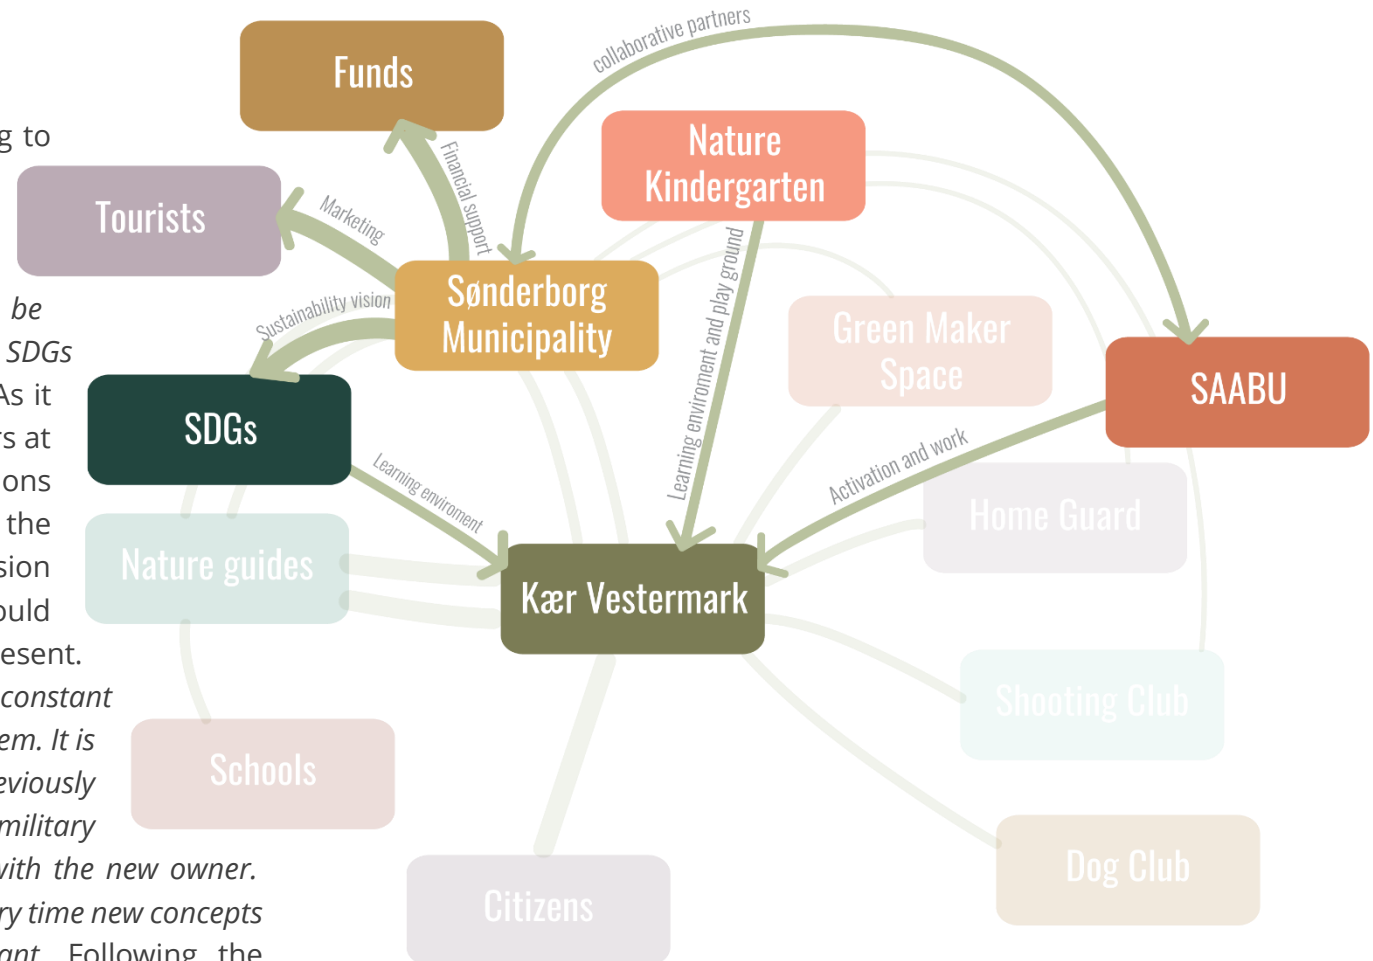 g to
be
SDGs
As it
rs at
ons
the
sion
ould
esent.
constant
em. It is
eviously
military
with the new owner.
ry time new concepts
ant. Following the
Funds
collaborative partners
Nature
Kindergarten
Tourists
Marketing
Financial support
Sønderborg
Municipality
Sustainability vision
Learning enviroment and play ground
Green Maker
Space
SAABU
SDGs
Learning enviroment
Activation and work
Home Guard
Nature guides
Kær Vestermark
Shooting Club
Schools
Dog Club
Citizens